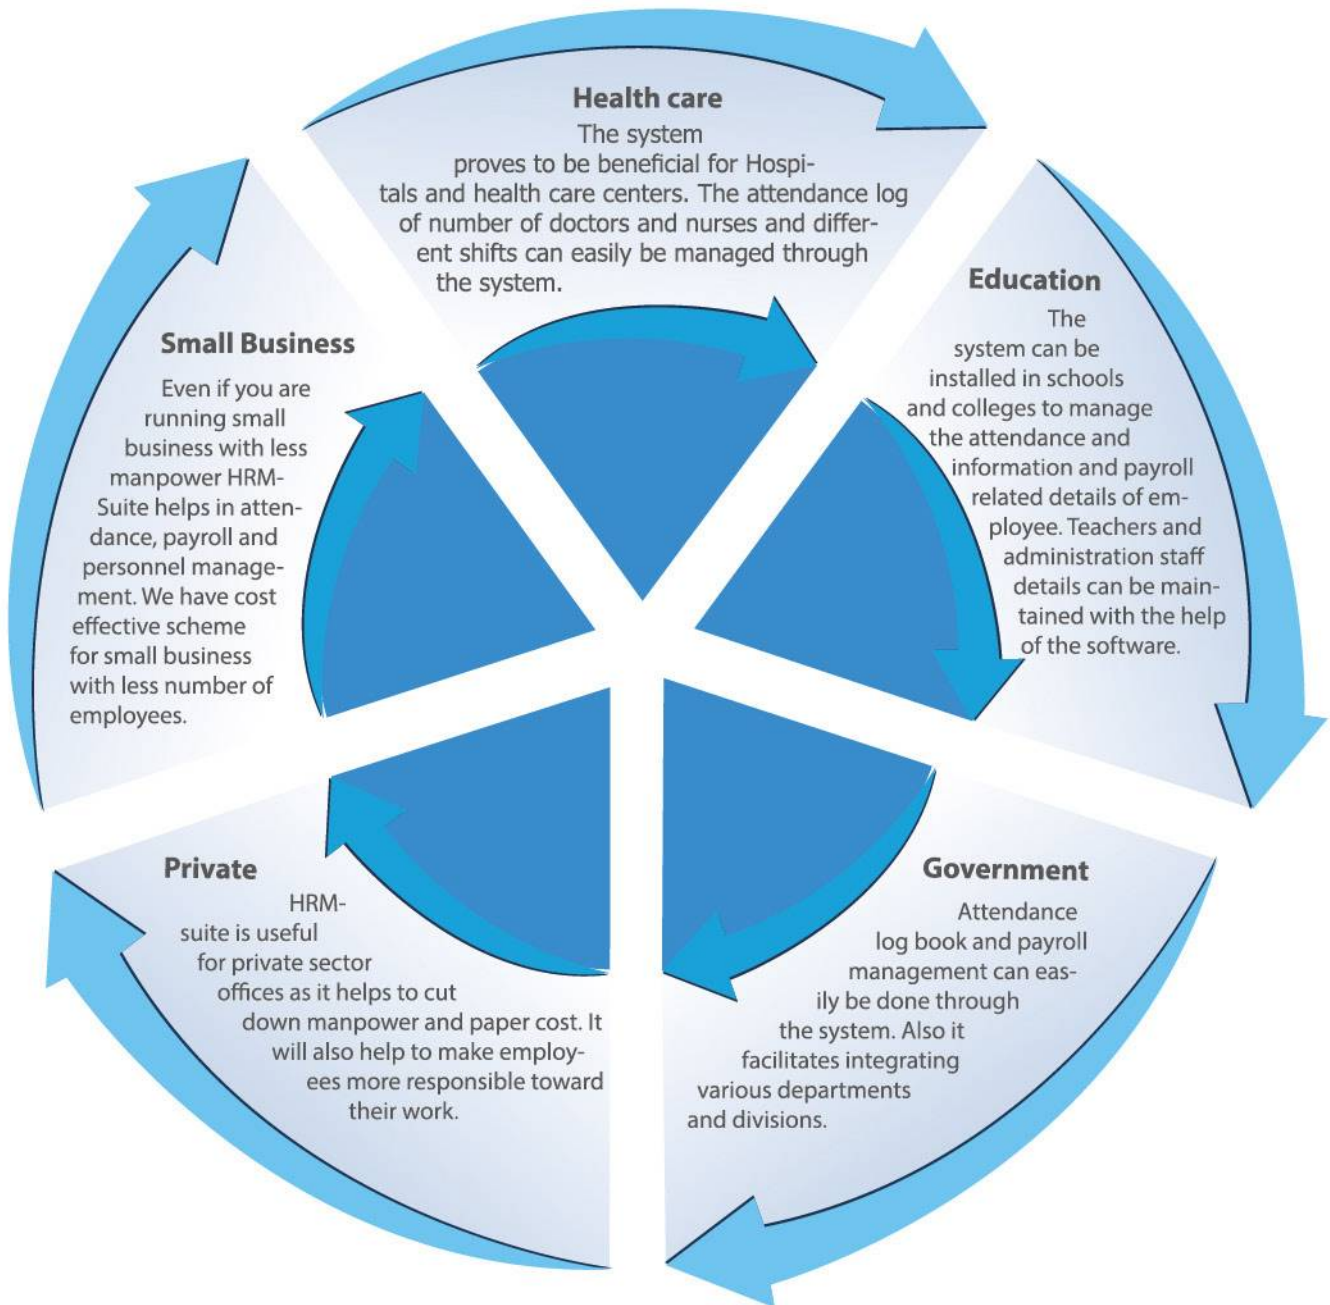 Health care
The system
proves to be beneficial for Hospi-
tals and health care centers. The attendance log
of number of doctors and nurses and differ-
ent shifts can easily be managed through
the system.
Education
The
system can be
installed in schools
and colleges to manage
the attendance and
information and payroll
related details of em-
ployee. Teachers and
administration staff
details can be main-
tained with the help
of the software.
Government
Attendance
log book and payroll
management can eas-
ily be done through
the system. Also it
facilitates integrating
various departments
and divisions.
Private
HRM-
suite is useful
for private sector
offices as it helps to cut
down manpower and paper cost. It
will also help to make employ-
ees more responsible toward
their work.
Small Business
Even if you are
running small
business with less
manpower HRM-
Suite helps in atten-
dance, payroll and
personnel manage-
ment. We have cost
effective scheme
for small business
with less number of
employees.